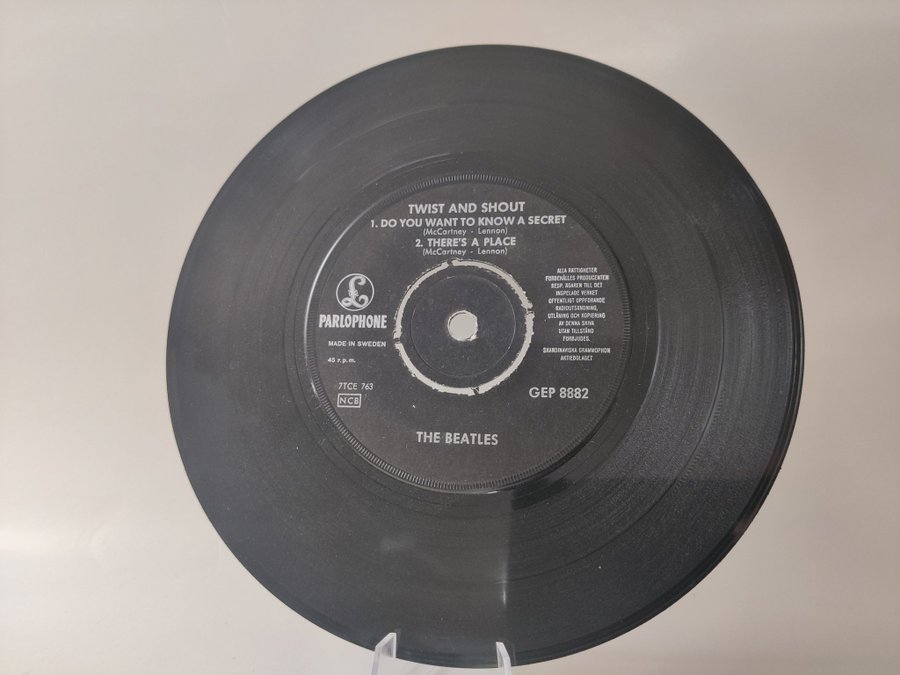 TWIST AND SHOUT
1. DO YOU WANT TO KNOW A SECRET
(McCartney - Lennon)
2. THERE'S A PLACE
(McCartney - Lennon)
£
PARLOPHONE
MADE IN SWEDEN
45 r.p.m.
7TCE 763
NCB
ALLA RÄTTIGHETER
FÖRBEHÅLLES PRODUCENTEN
RESP. ÄGAREN TILL DET
INSPELADE VERKET
OFFENTLIGT UPPFÖRANDE
RADIOUTSÄNDNING,
UTLÅNING OCH KOPIERING
AV DENNA SKIVA
UTAN TILLSTÅND
FÖRBJUDES.
SKANDINAVISKA GRAMMOPHON
AKTIEBOLAGET
GEP 8882
THE BEATLES